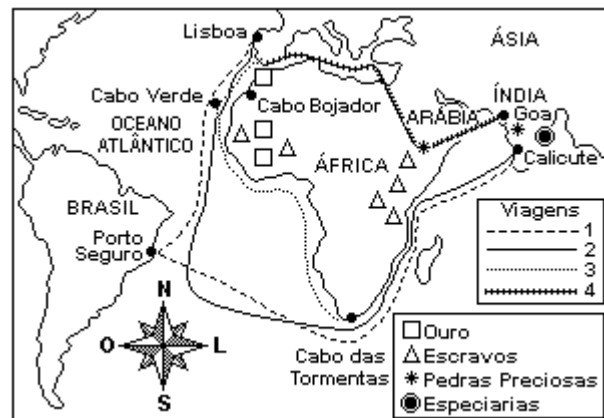 Lisboa
ÁSIA
Cabo Verde
Cabo Bojador
ÍNDIA
ARÁBIA
Goa
OCEANO
ATLÂNTICO
Calicute
ÁFRICA
BRASIL
Porto
Seguro
Viagens
1
2
3
4
N
O
L
S
Cabo das
Tormentas
Ouro
Escravos
Pedras Preciosas
Especiarias